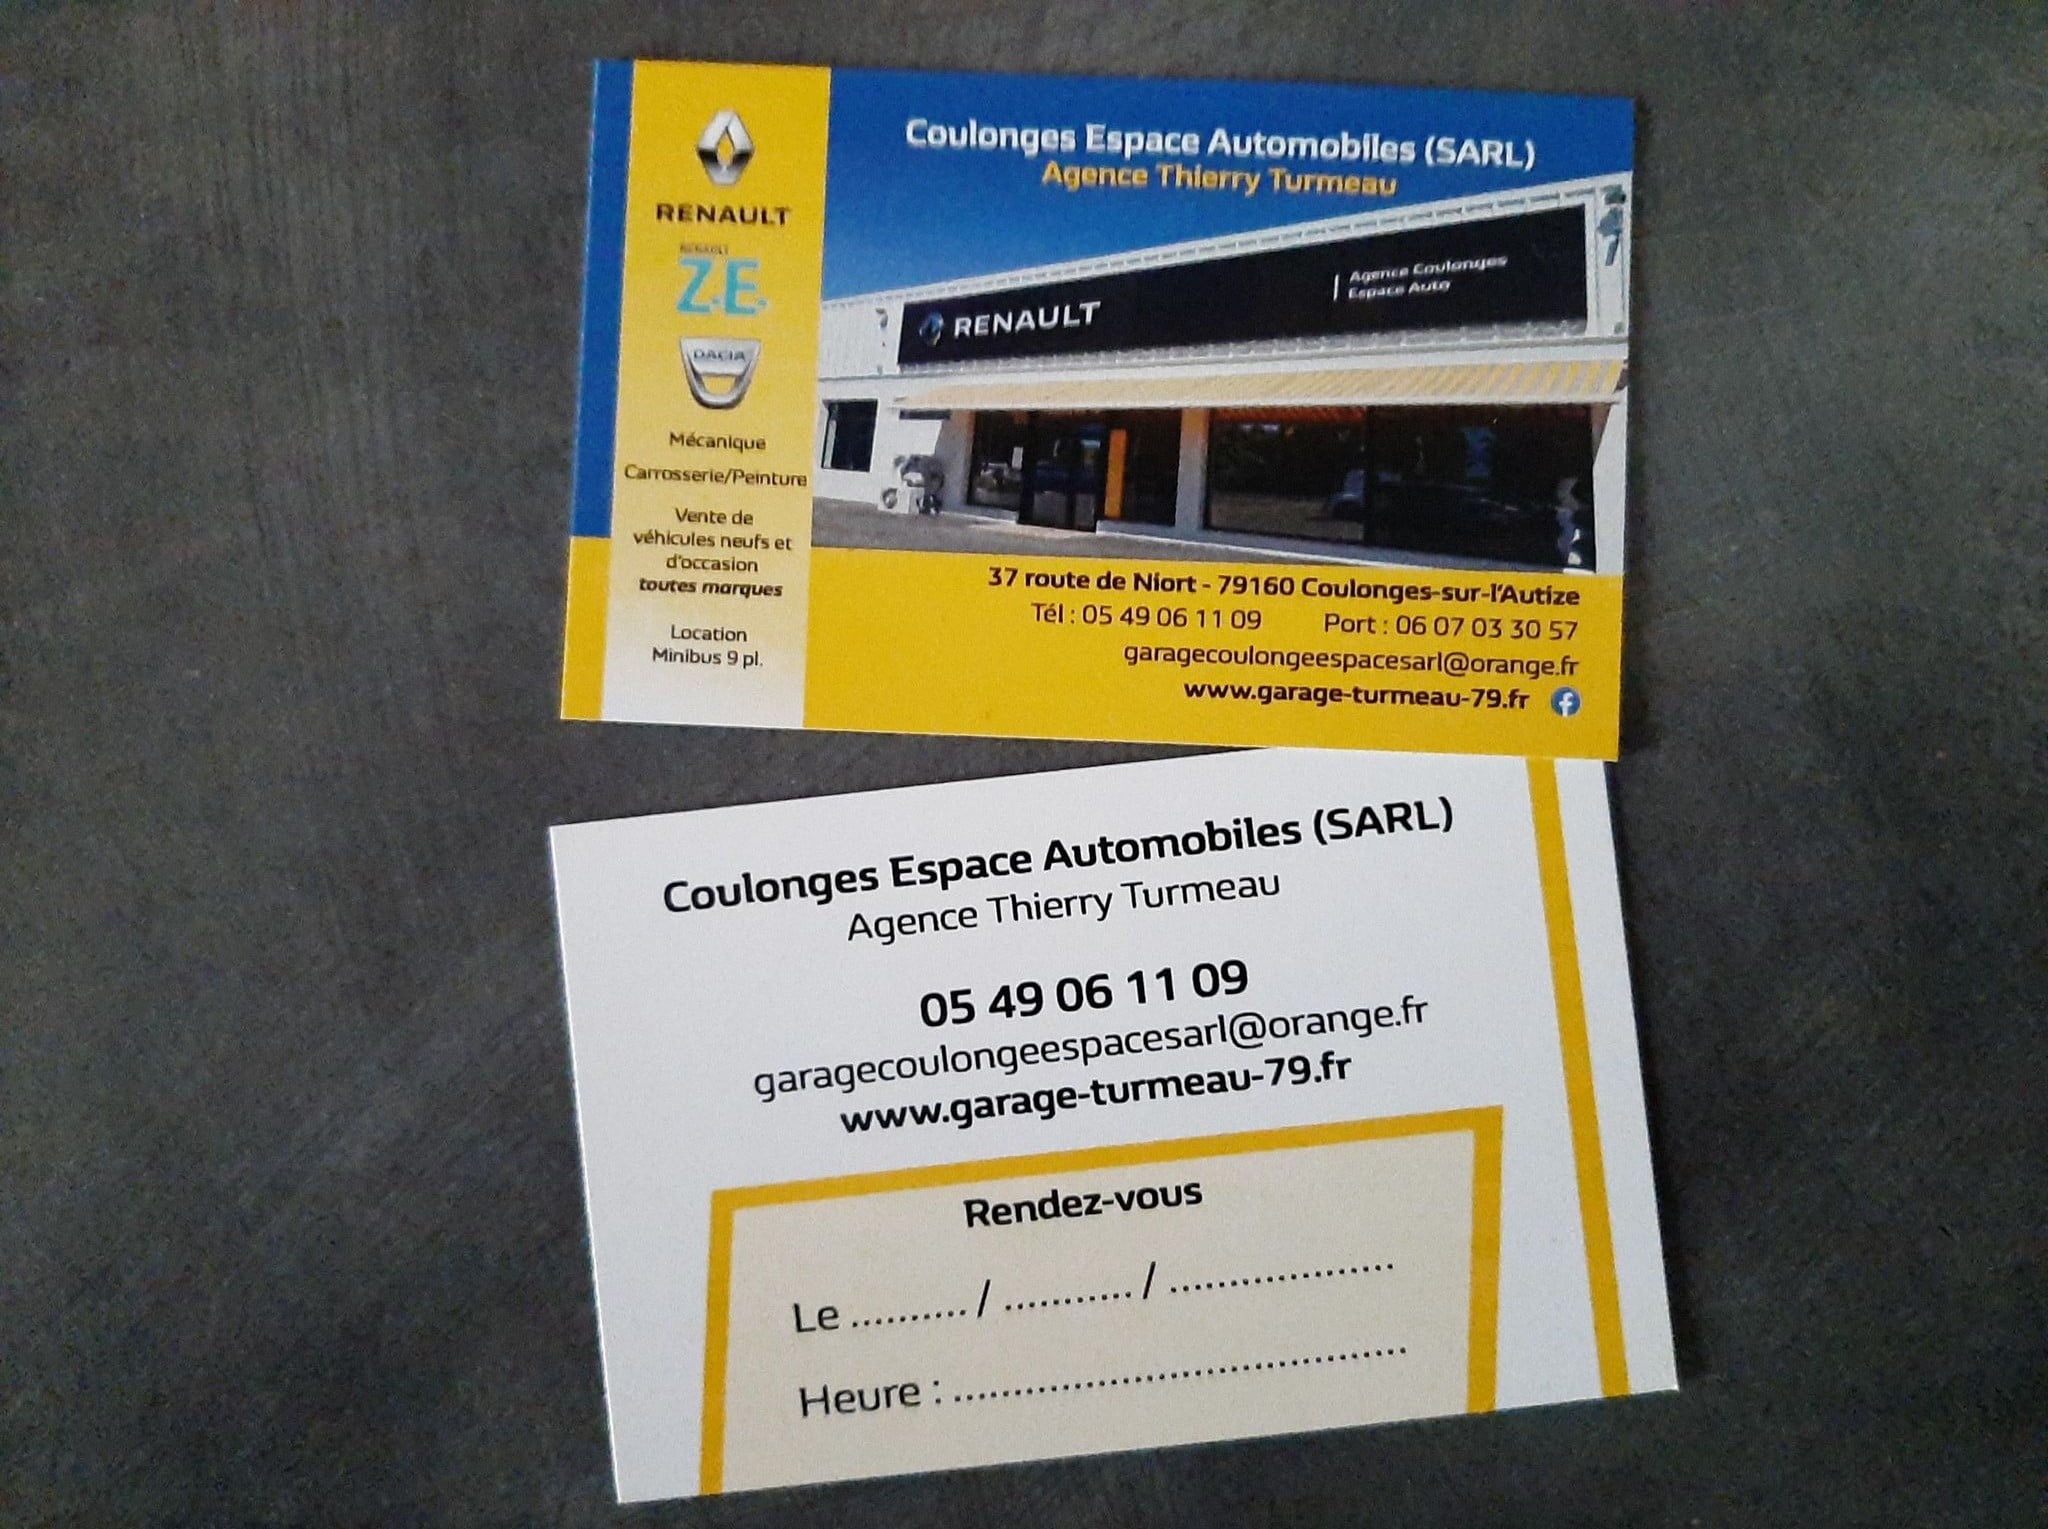 Coulonges Espace Automobiles (SARL)
Agence Thierry Turmeau
RENAULT
RENAULT
Z.E.
DACIA
Mécanique
Carrosserie/Peinture
Vente de
véhicules neufs et
d'occasion
toutes marques
Location
Minibus 9 pl.
RENAULT
Agence Coulonges
Espace Auto
37 route de Niort - 79160 Coulonges-sur-l'Autize
Tél : 05 49 06 11 09 Port : 06 07 03 30 57
garagecoulongeespacesarl@orange.fr
www.garage-turmeau-79.fr f
Coulonges Espace Automobiles (SARL)
Agence Thierry Turmeau
05 49 06 11 09
garagecoulongeespacesarl@orange.fr
www.garage-turmeau-79.fr
Rendez-vous
Le .......... / ........... / ...................
Heure : ......................................